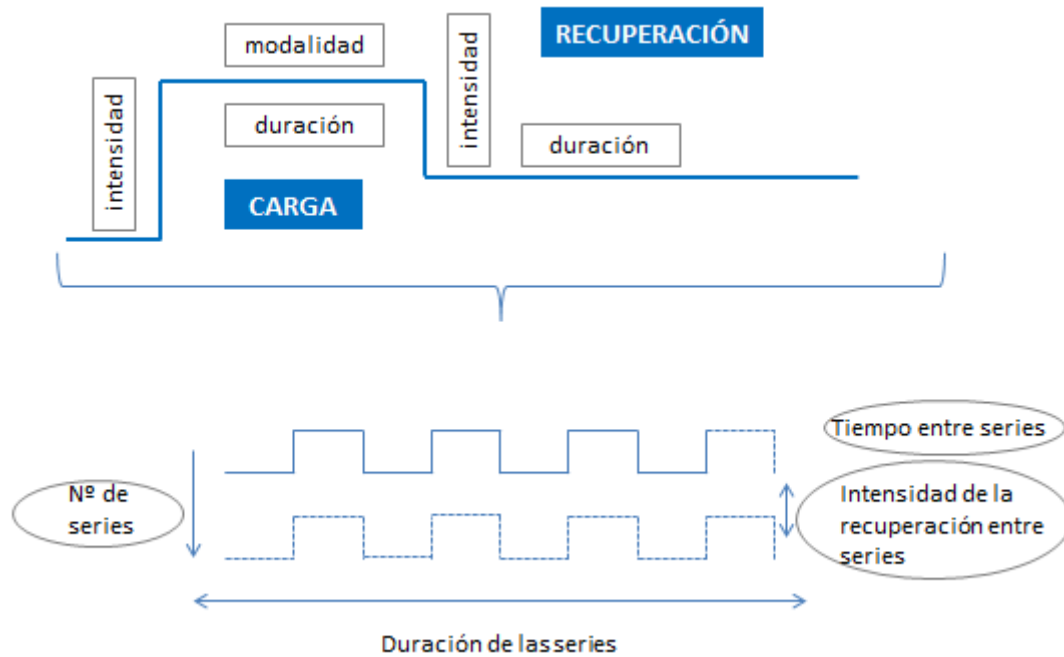 RECUPERACIÓN
modalidad
intensidad
intensidad
duración
duración
CARGA
Tiempo entre series
Nº de
series
Intensidad de la
recuperación entre
series
Duración de las series